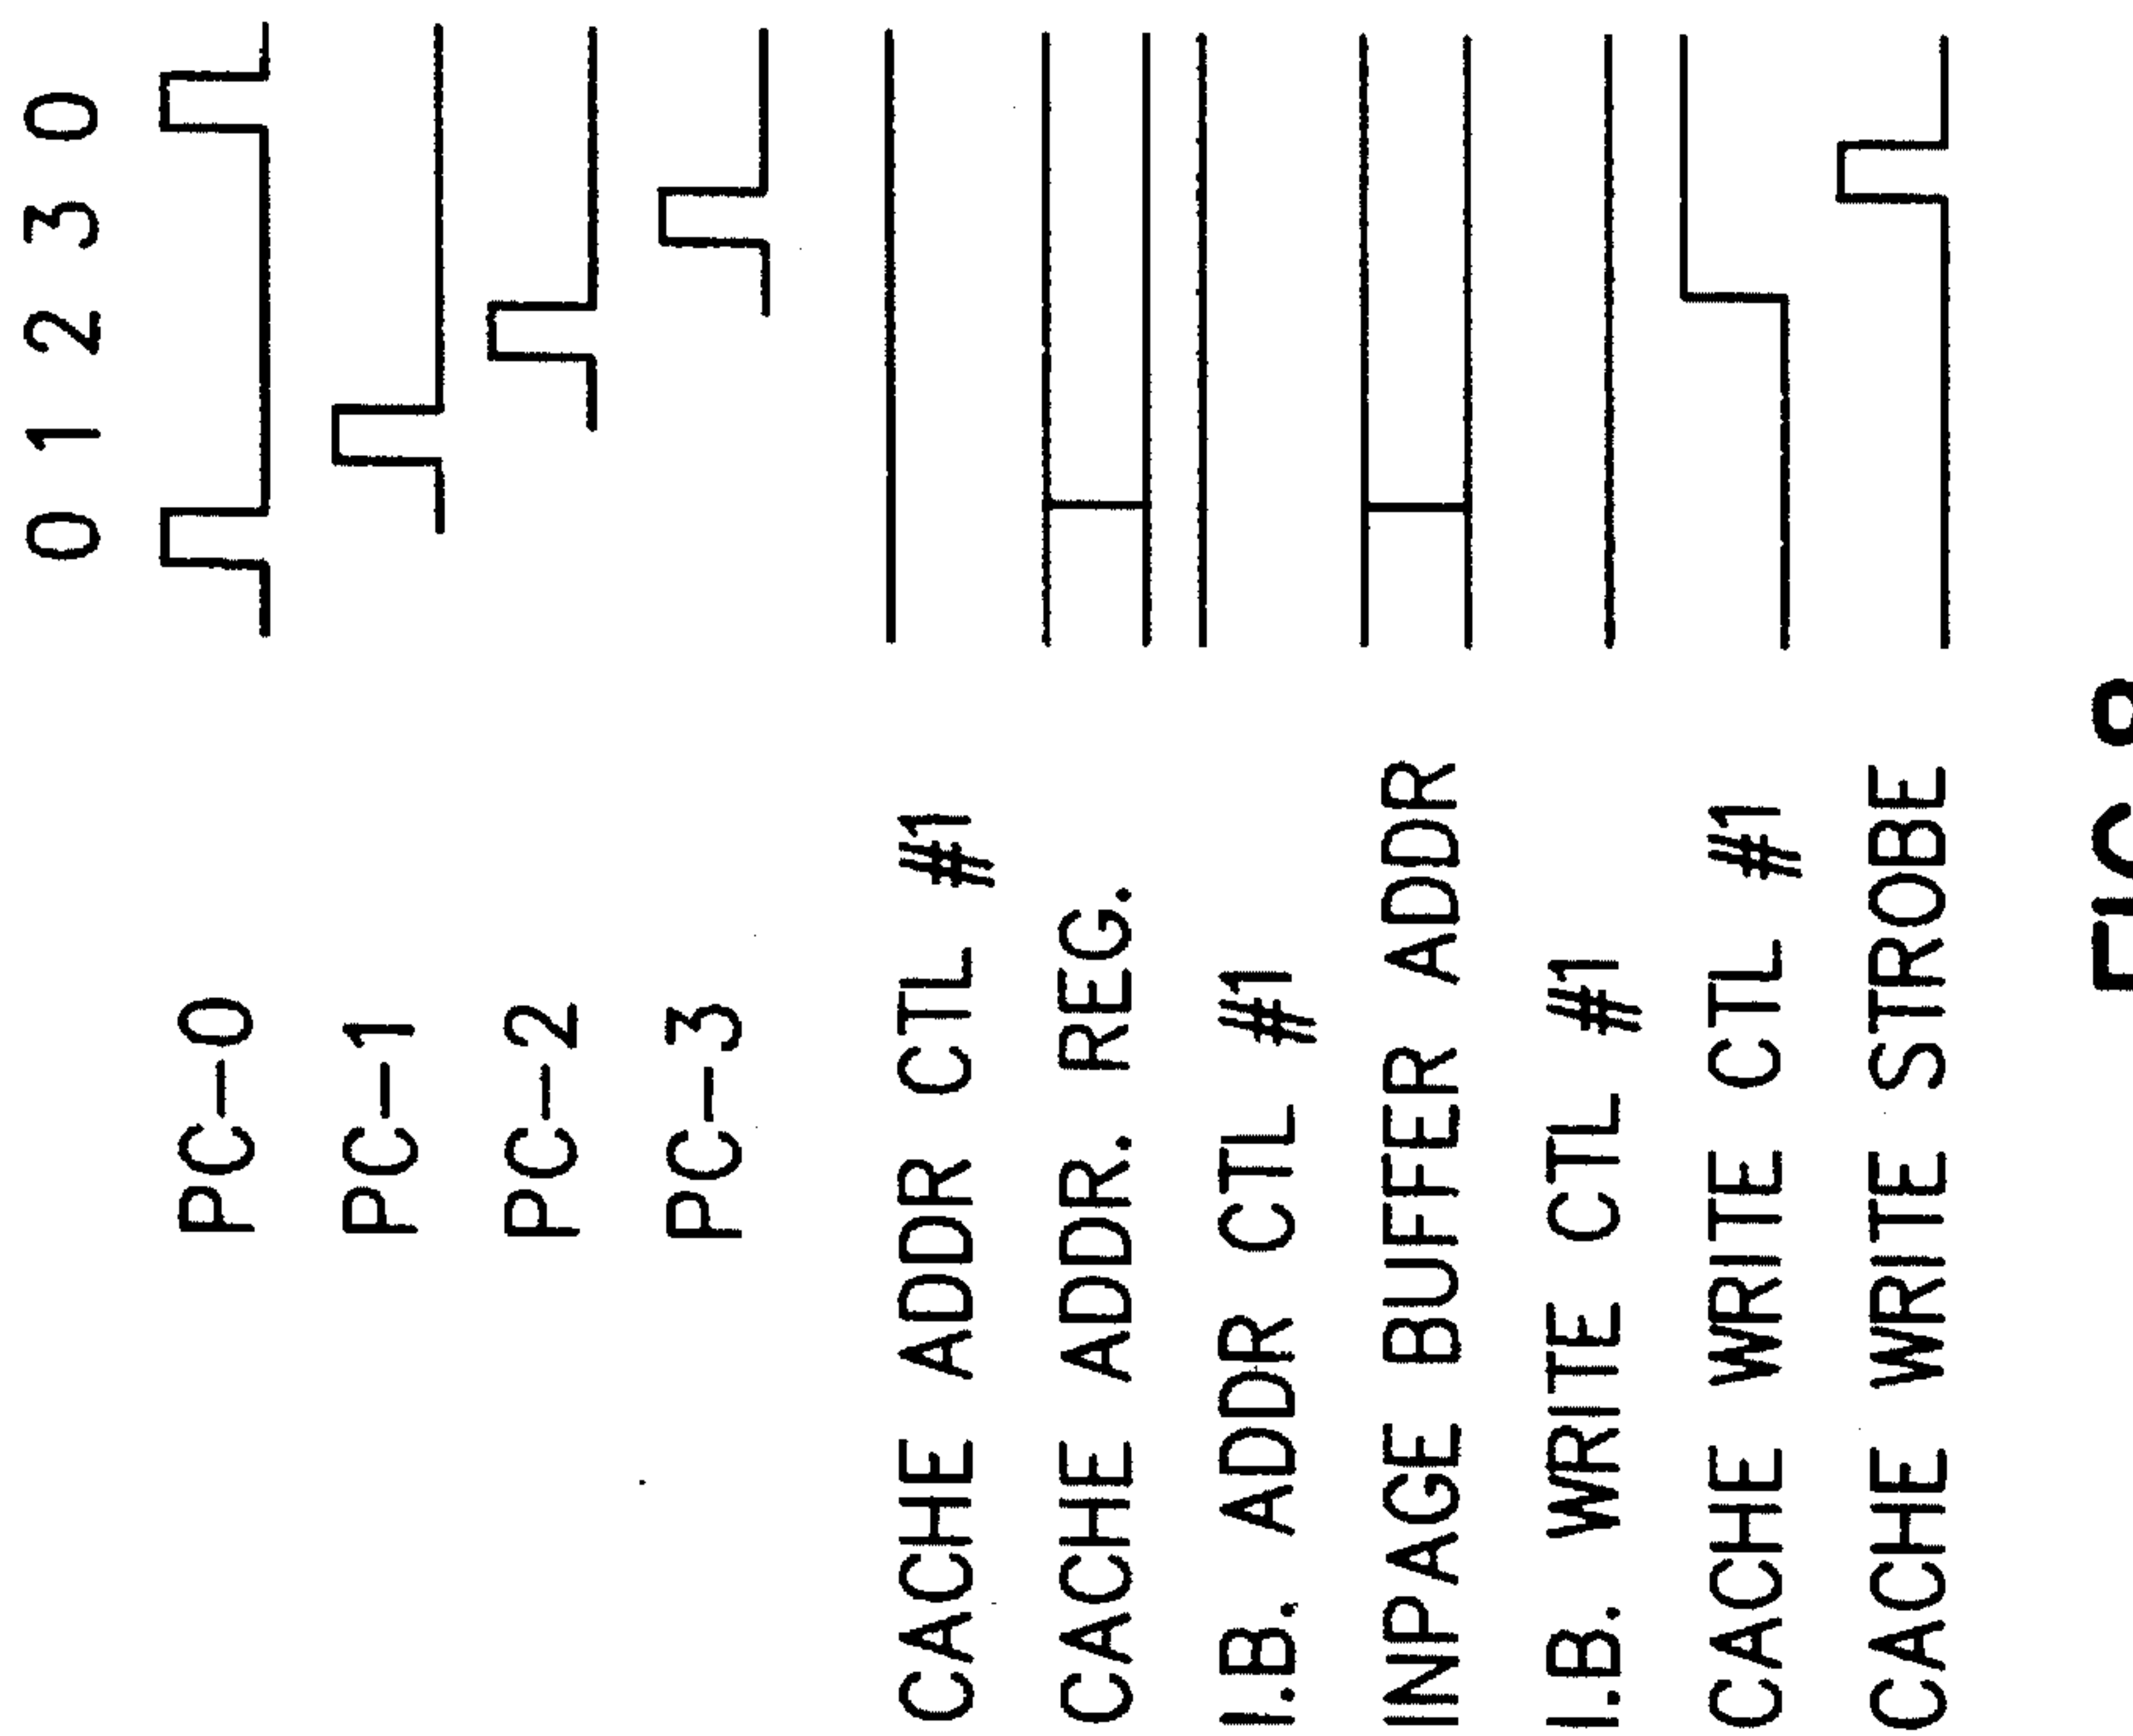 0 1 2 3 0
PC-0
PC-1
PC-2
PC-3
CACHE ADDR CTL #1
CACHE ADDR. REG.
I.B. ADDR CTL #1
INPAGE BUFFER ADDR
I.B. WRITE CTL #1
CACHE WRITE CTL #1
CACHE WRITE STROBE